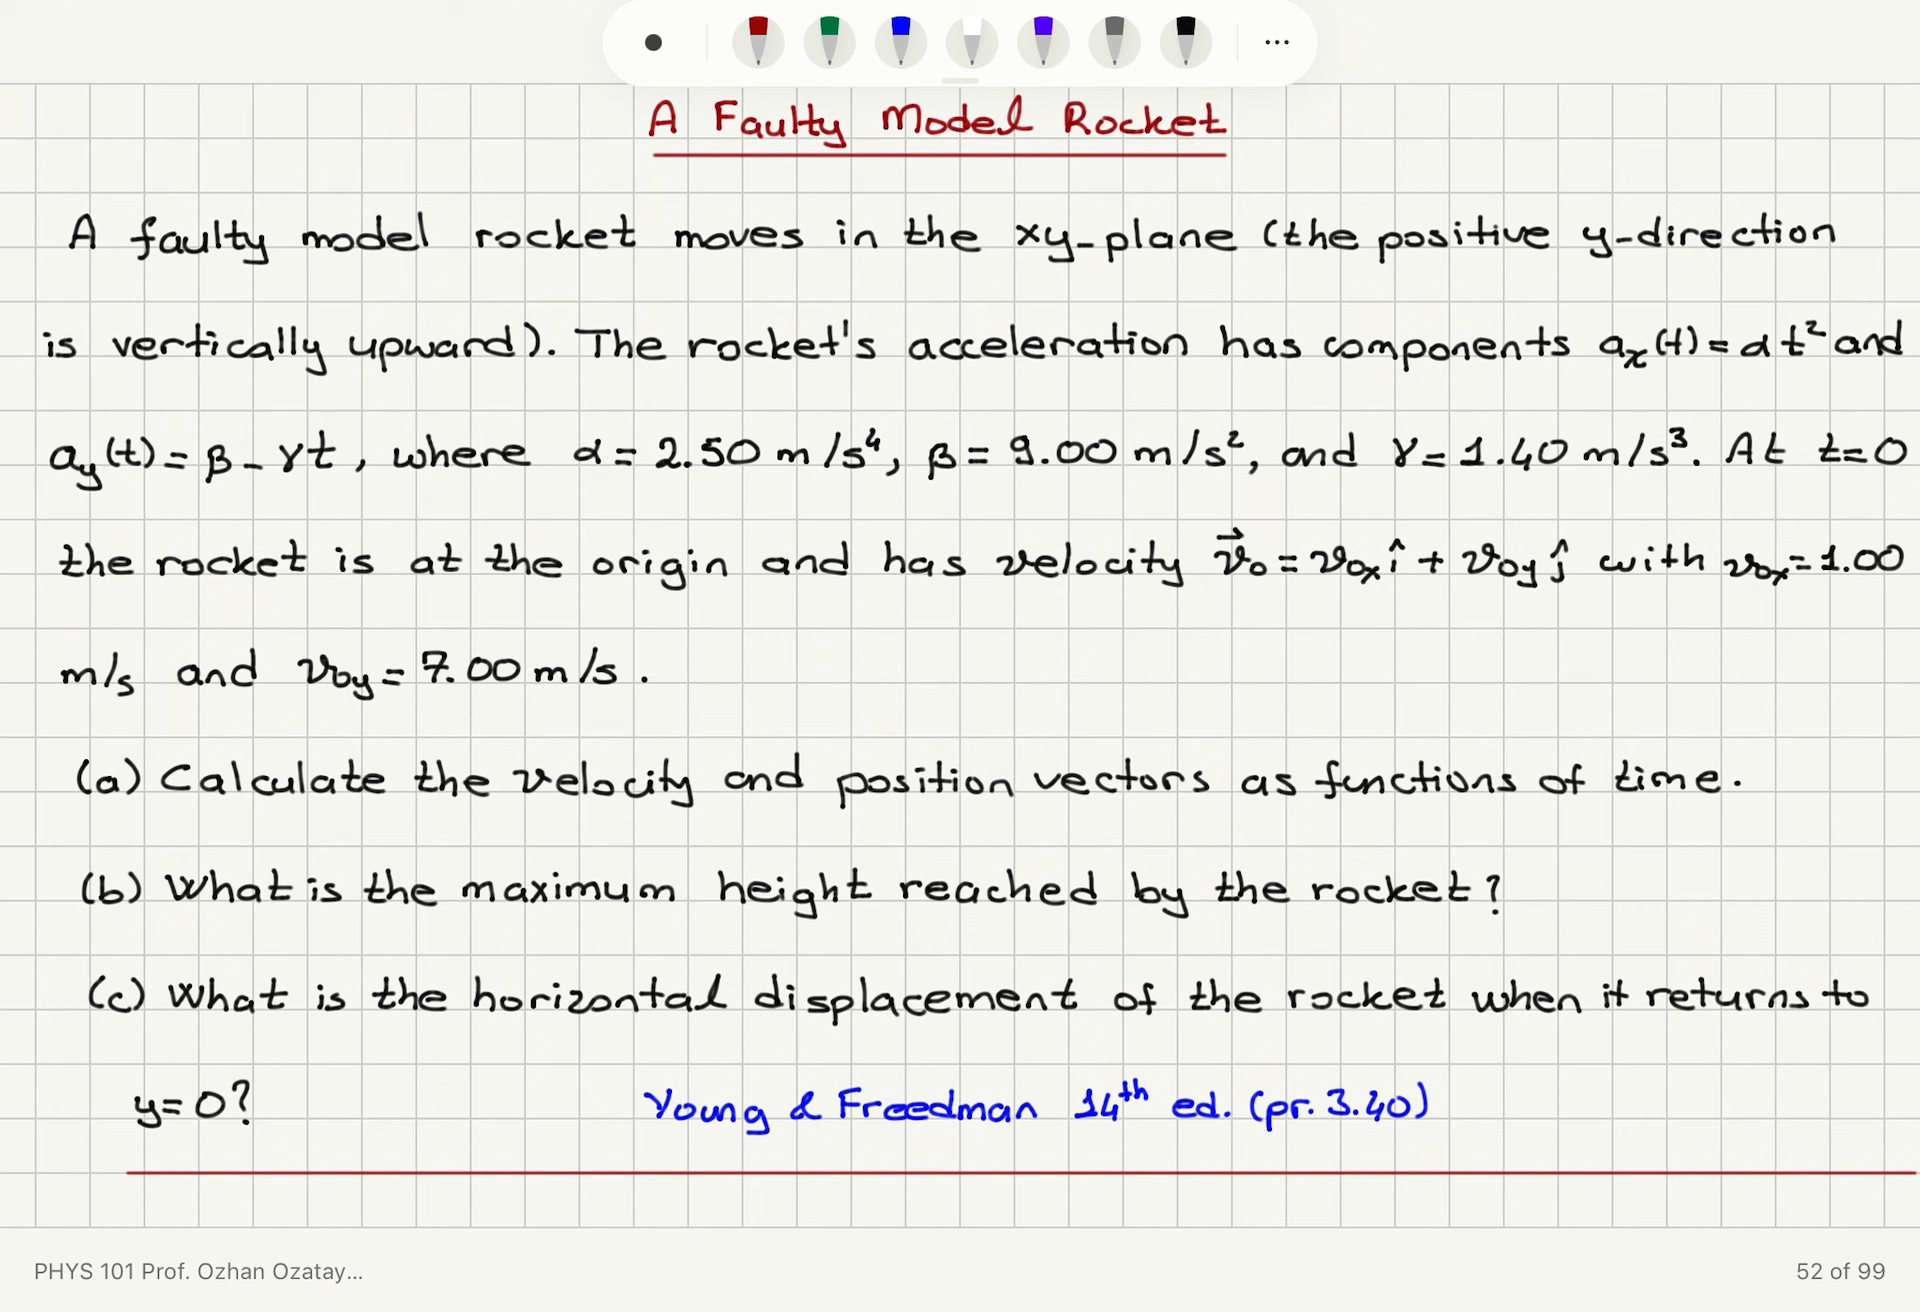 A Faulty Model Rocket
A faulty model rocket moves in the xy-plane (the positive y-direction
is vertically upward). The rocket's acceleration has components aₓ(t) = αt² and
a_y(t) = β - γt, where α = 2.50 m/s⁴, β = 9.00 m/s², and γ = 1.40 m/s³. At t=0
the rocket is at the origin and has velocity v⃗₀ = v₀ₓ î + v₀y ĵ with v₀ₓ = 1.00
m/s and v₀y = 7.00 m/s.
(a) Calculate the velocity and position vectors as functions of time.
(b) What is the maximum height reached by the rocket?
(c) What is the horizontal displacement of the rocket when it returns to
y=0?
Young & Freedman 14th ed. (pr. 3.40)
PHYS 101 Prof. Ozhan Ozatay...
52 of 99